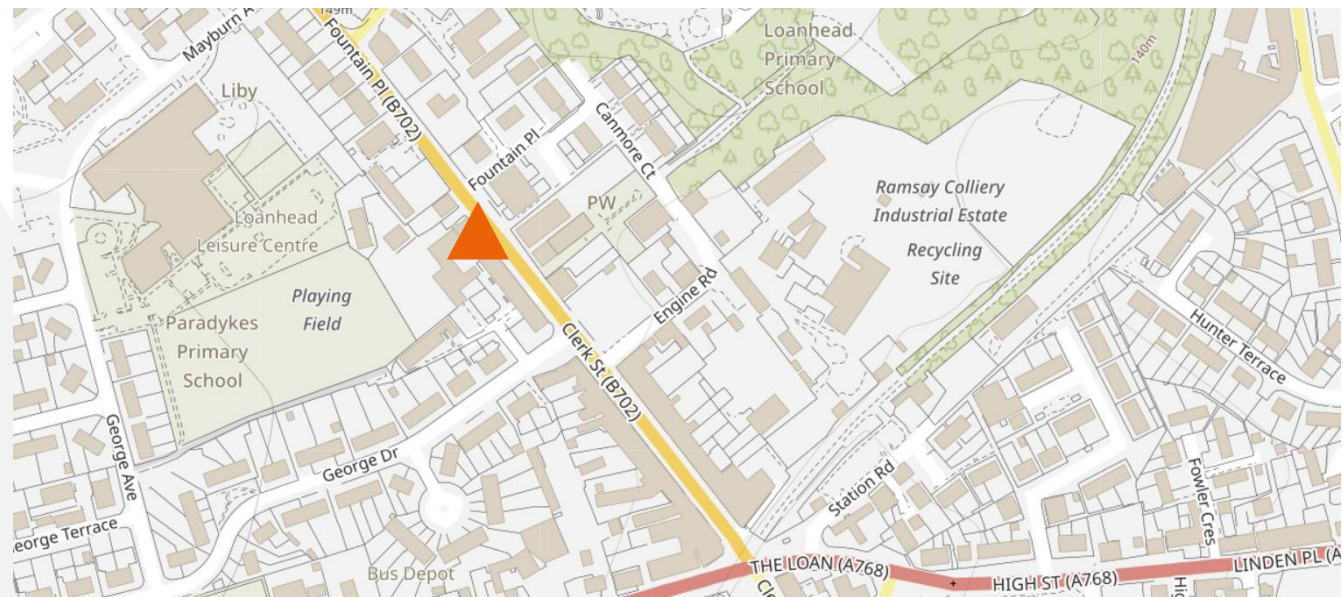 149m
Mayburn A
Fountain Pl (B702)
Liby
Loanhead
Primary
School
140m
Canmore Ct
Fountain Pl
PW
Ramsay Colliery
Industrial Estate
Recycling
Site
Loanhead
Leisure Centre
Playing
Field
Paradykes
Primary
School
Engine Rd
Clerk St (B702)
Hunter Terrace
George Ave
George Dr
Station Rd
Fowler Cres
eorge Terrace
Bus Depot
THE LOAN (A768)
HIGH ST (A768)
LINDEN PL (A
Cle
Hig